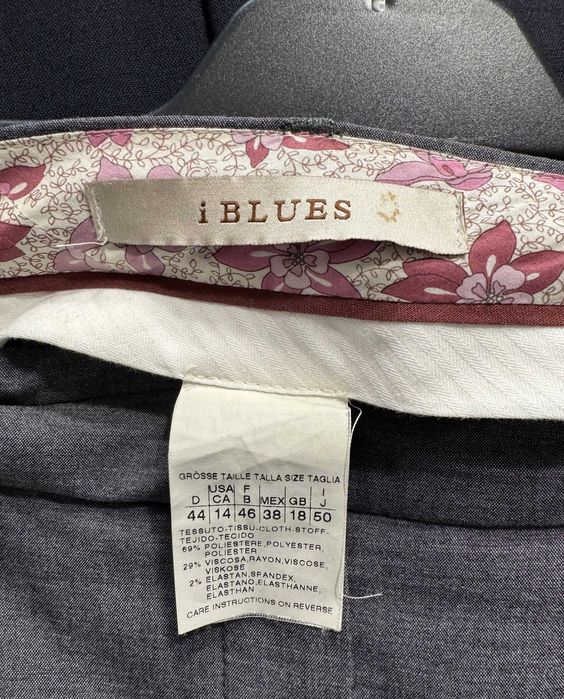 i BLUES
GRÖSSE TAILLE TALLA SIZE TAGLIA
D USA CA F B MEX GB I J
44 14 46 38 18 50
TESSUTO-TISSU-CLOTH-STOFF-
TEJIDO-TECIDO
69% POLIESTERE,POLYESTER,
POLIESTER
29% VISCOSA,RAYON,VISCOSE,
VISKOSE
2% ELASTAN,SPANDEX,
ELASTANO,ELASTHANNE,
ELASTHAN
CARE INSTRUCTIONS ON REVERSE